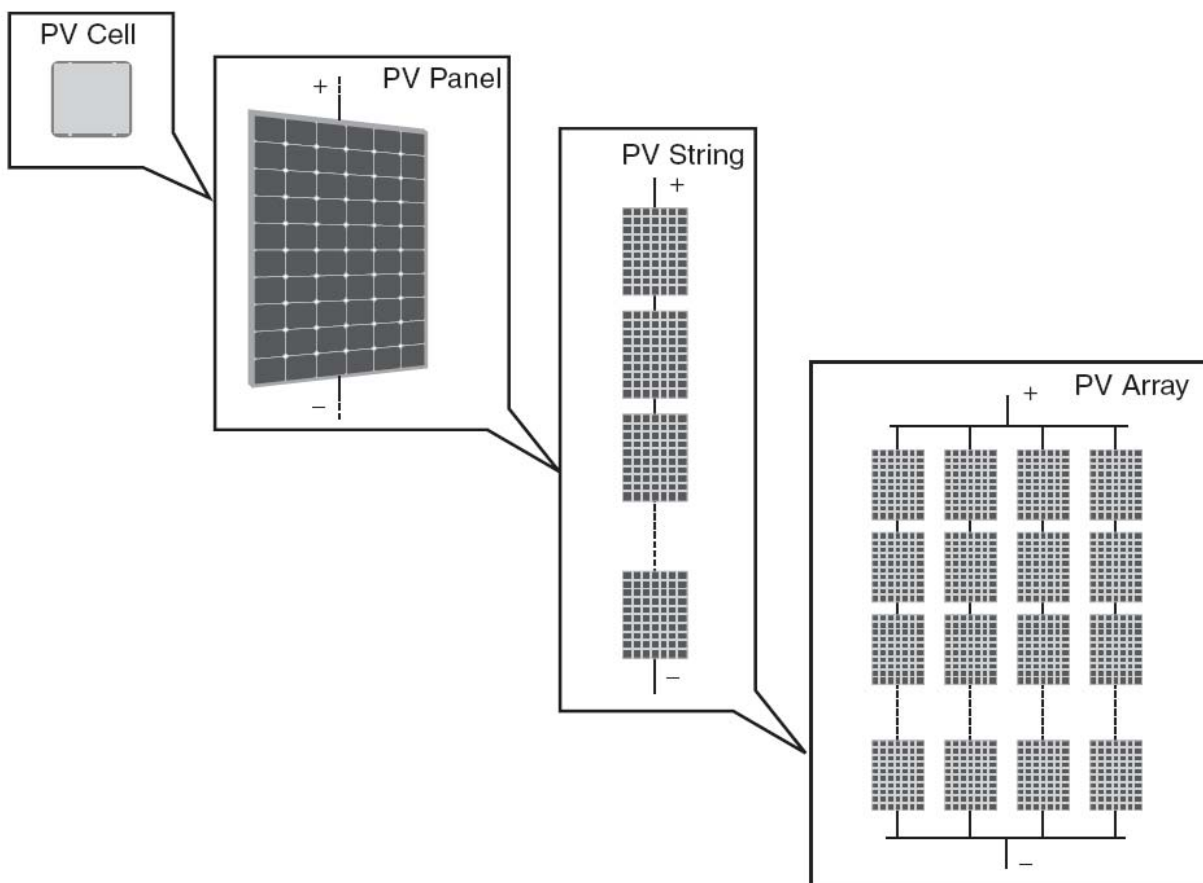 PV Cell
PV Panel
+
–
PV String
+
–
PV Array
+
–